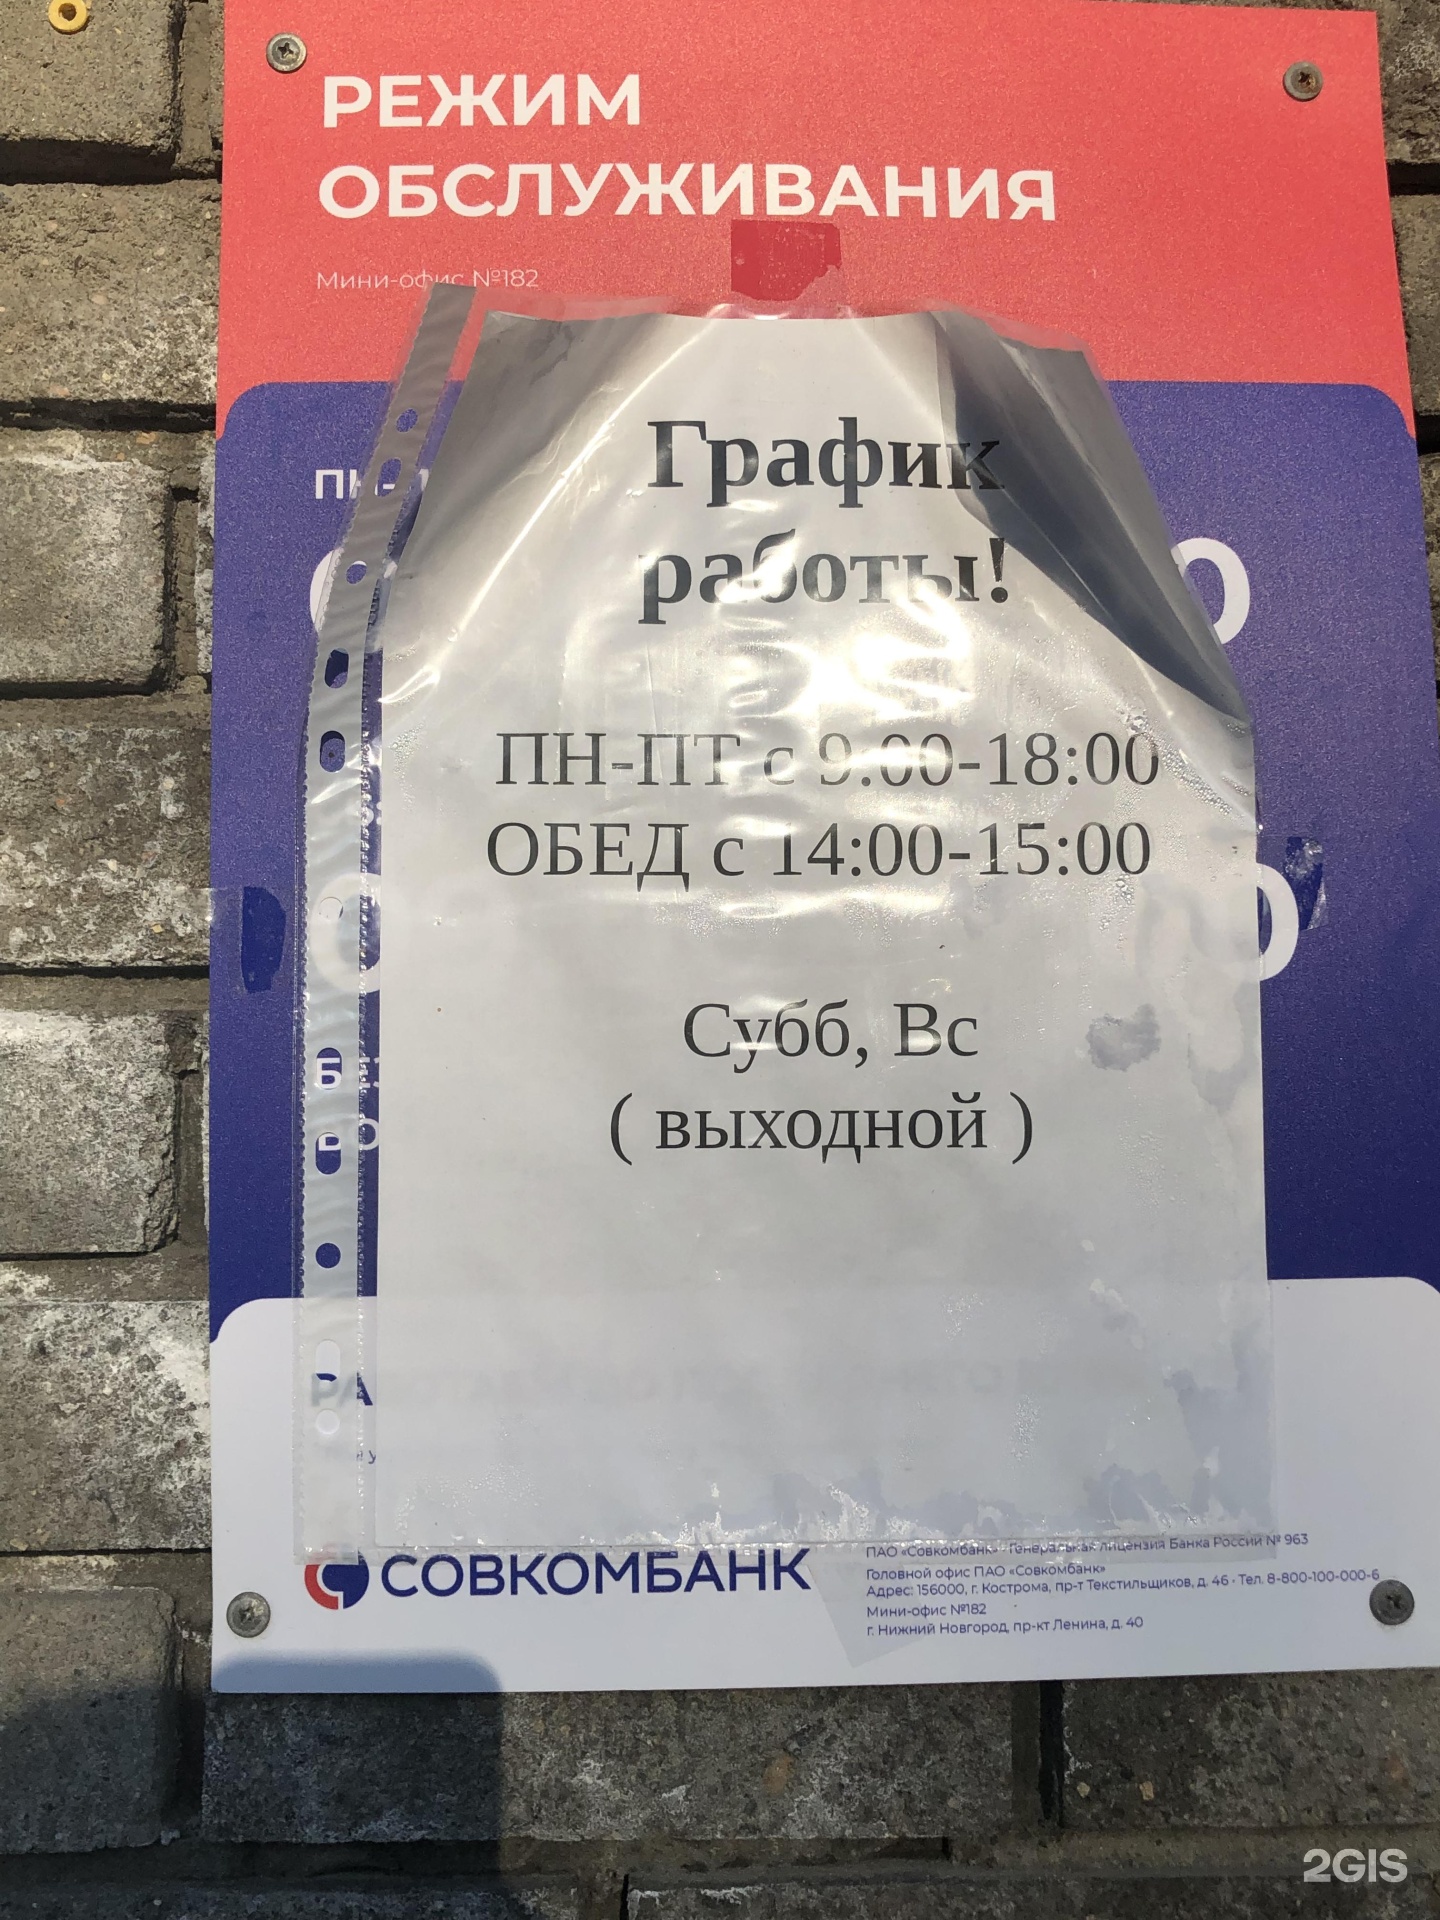 РЕЖИМ
ОБСЛУЖИВАНИЯ
Мини-офис №182
График
работы!
ПН-ПТ с 9:00-18:00
ОБЕД с 14:00-15:00
Субб, Вс
( выходной )
СОВКОМБАНК
ПАО «Совкомбанк» · Генеральная лицензия Банка России № 963
Головной офис ПАО «Совкомбанк»
Адрес: 156000, г. Кострома, пр-т Текстильщиков, д. 46 · Тел. 8-800-100-000-6
Мини-офис №182
г. Нижний Новгород, пр-кт Ленина, д. 40
2GIS